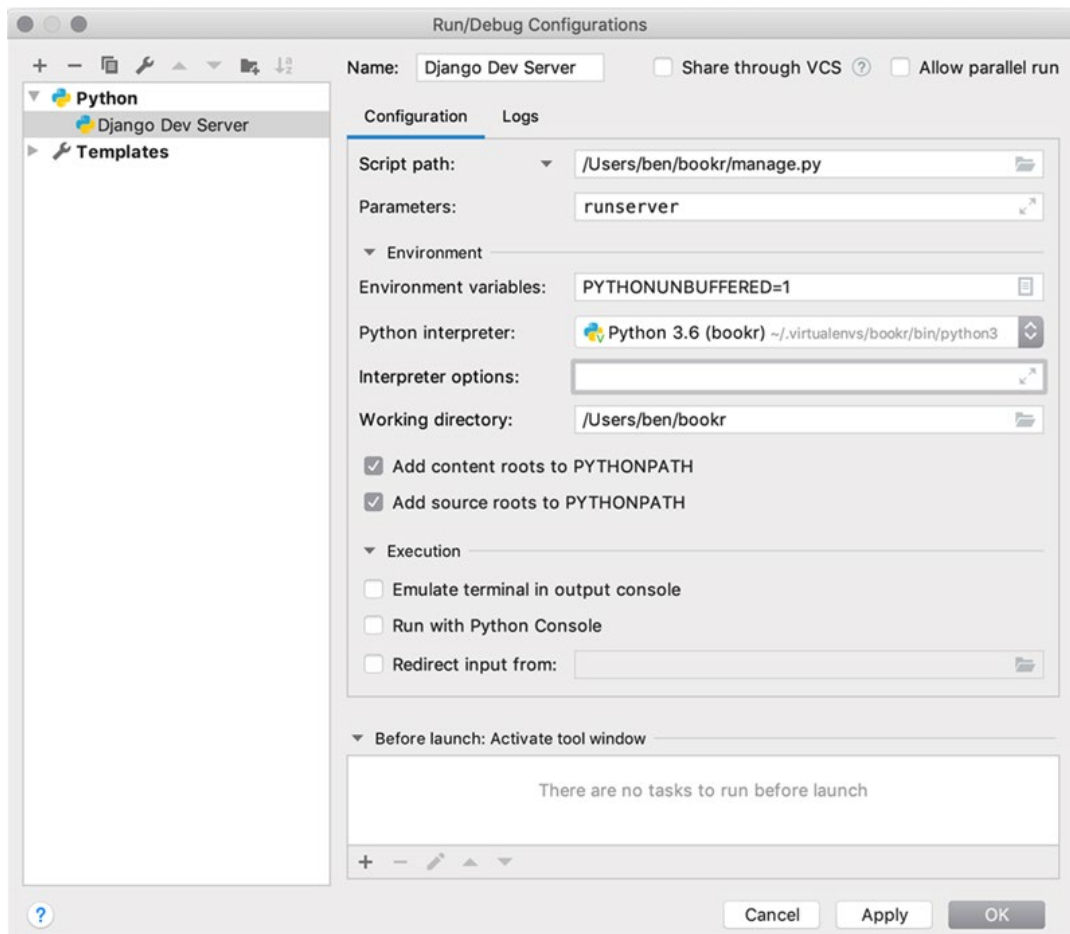 Run/Debug Configurations
Name: Django Dev Server Share through VCS ? Allow parallel run
Python
Django Dev Server
Templates
Configuration Logs
Script path: /Users/ben/bookr/manage.py
Parameters: runserver
Environment
Environment variables: PYTHONUNBUFFERED=1
Python interpreter: Python 3.6 (bookr) ~/.virtualenvs/bookr/bin/python3
Interpreter options:
Working directory: /Users/ben/bookr
Add content roots to PYTHONPATH
Add source roots to PYTHONPATH
Execution
Emulate terminal in output console
Run with Python Console
Redirect input from:
Before launch: Activate tool window
There are no tasks to run before launch
? Cancel Apply OK